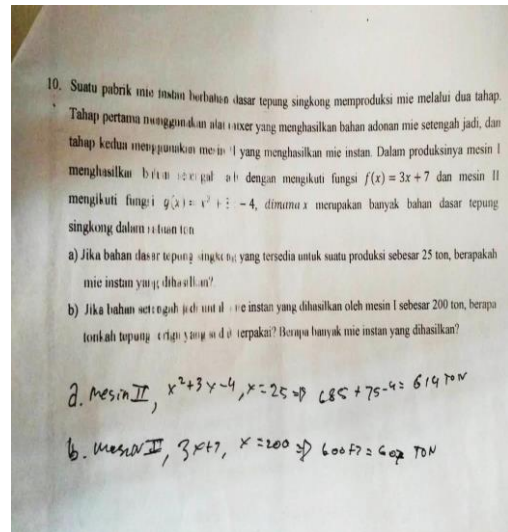 10. Suatu pabrik mie instan berbahan dasar tepung singkong memproduksi mie melalui dua tahap.
Tahap pertama menggunakan alat mixer yang menghasilkan bahan adonan mie setengah jadi, dan
tahap kedua menggunakan mesin II yang menghasilkan mie instan. Dalam produksinya mesin I
menghasilkan bahan setengah jadi dengan mengikuti fungsi f(x) = 3x + 7 dan mesin II
mengikuti fungsi g(x) = x² + - 4, dimana x merupakan banyak bahan dasar tepung
singkong dalam satuan ton
a) Jika bahan dasar tepung singkong yang tersedia untuk suatu produksi sebesar 25 ton, berapakah
mie instan yang dihasilkan?
b) Jika bahan setengah jadi mie instan yang dihasilkan oleh mesin I sebesar 200 ton, berapa
tonkah tepung yang sudah terpakai? Berapa banyak mie instan yang dihasilkan?
a. mesin II, x²+3x-4, x=25 ⇒ 685 + 75-4 = 614 TON
b. mesin II, 3x+7, x=200 ⇒ 600+7 = 607 TON